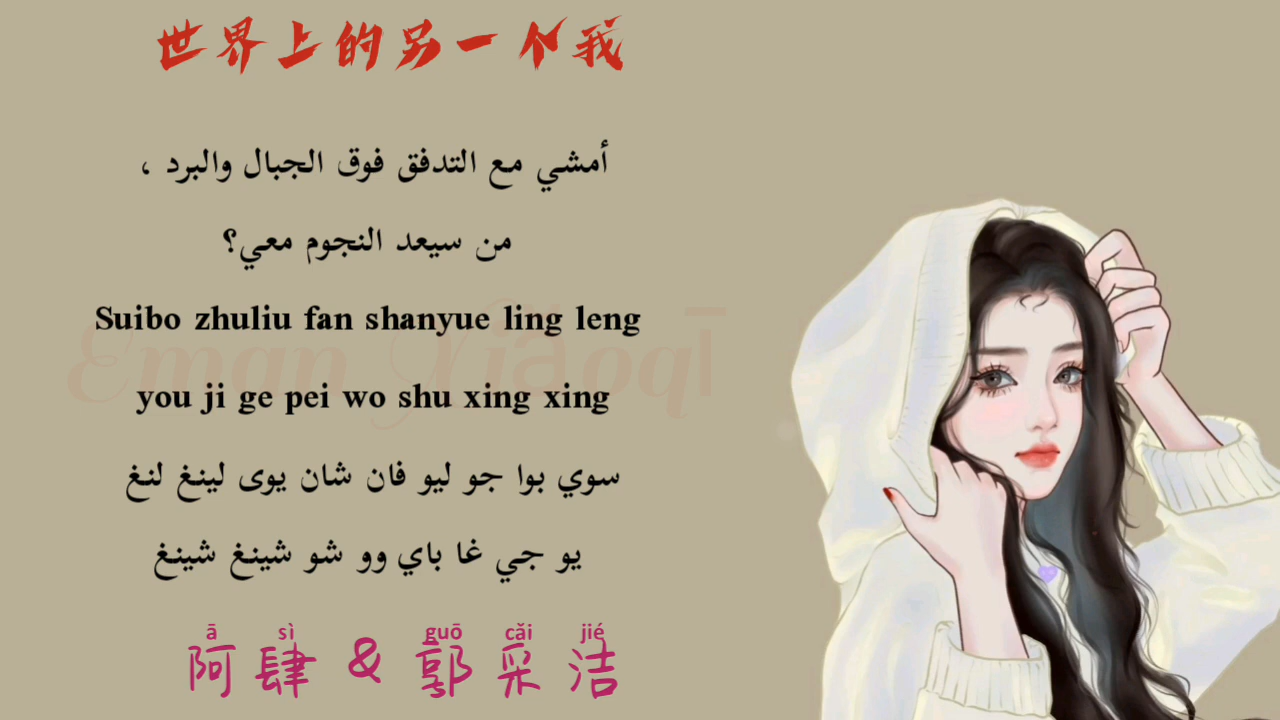 世界上的另一个我
أمشي مع التدفق فوق الجبال والبرد ،
من سيعد النجوم معي؟
Suibo zhuliu fan shanyue ling leng
you ji ge pei wo shu xing xing
سوي بوا جو ليو فان شان يوى لينغ لنغ
يو جي غا باي وو شو شينغ شينغ
ā sì guō cǎi jié
阿肆 & 郭采洁
Eman Xiǎoqī